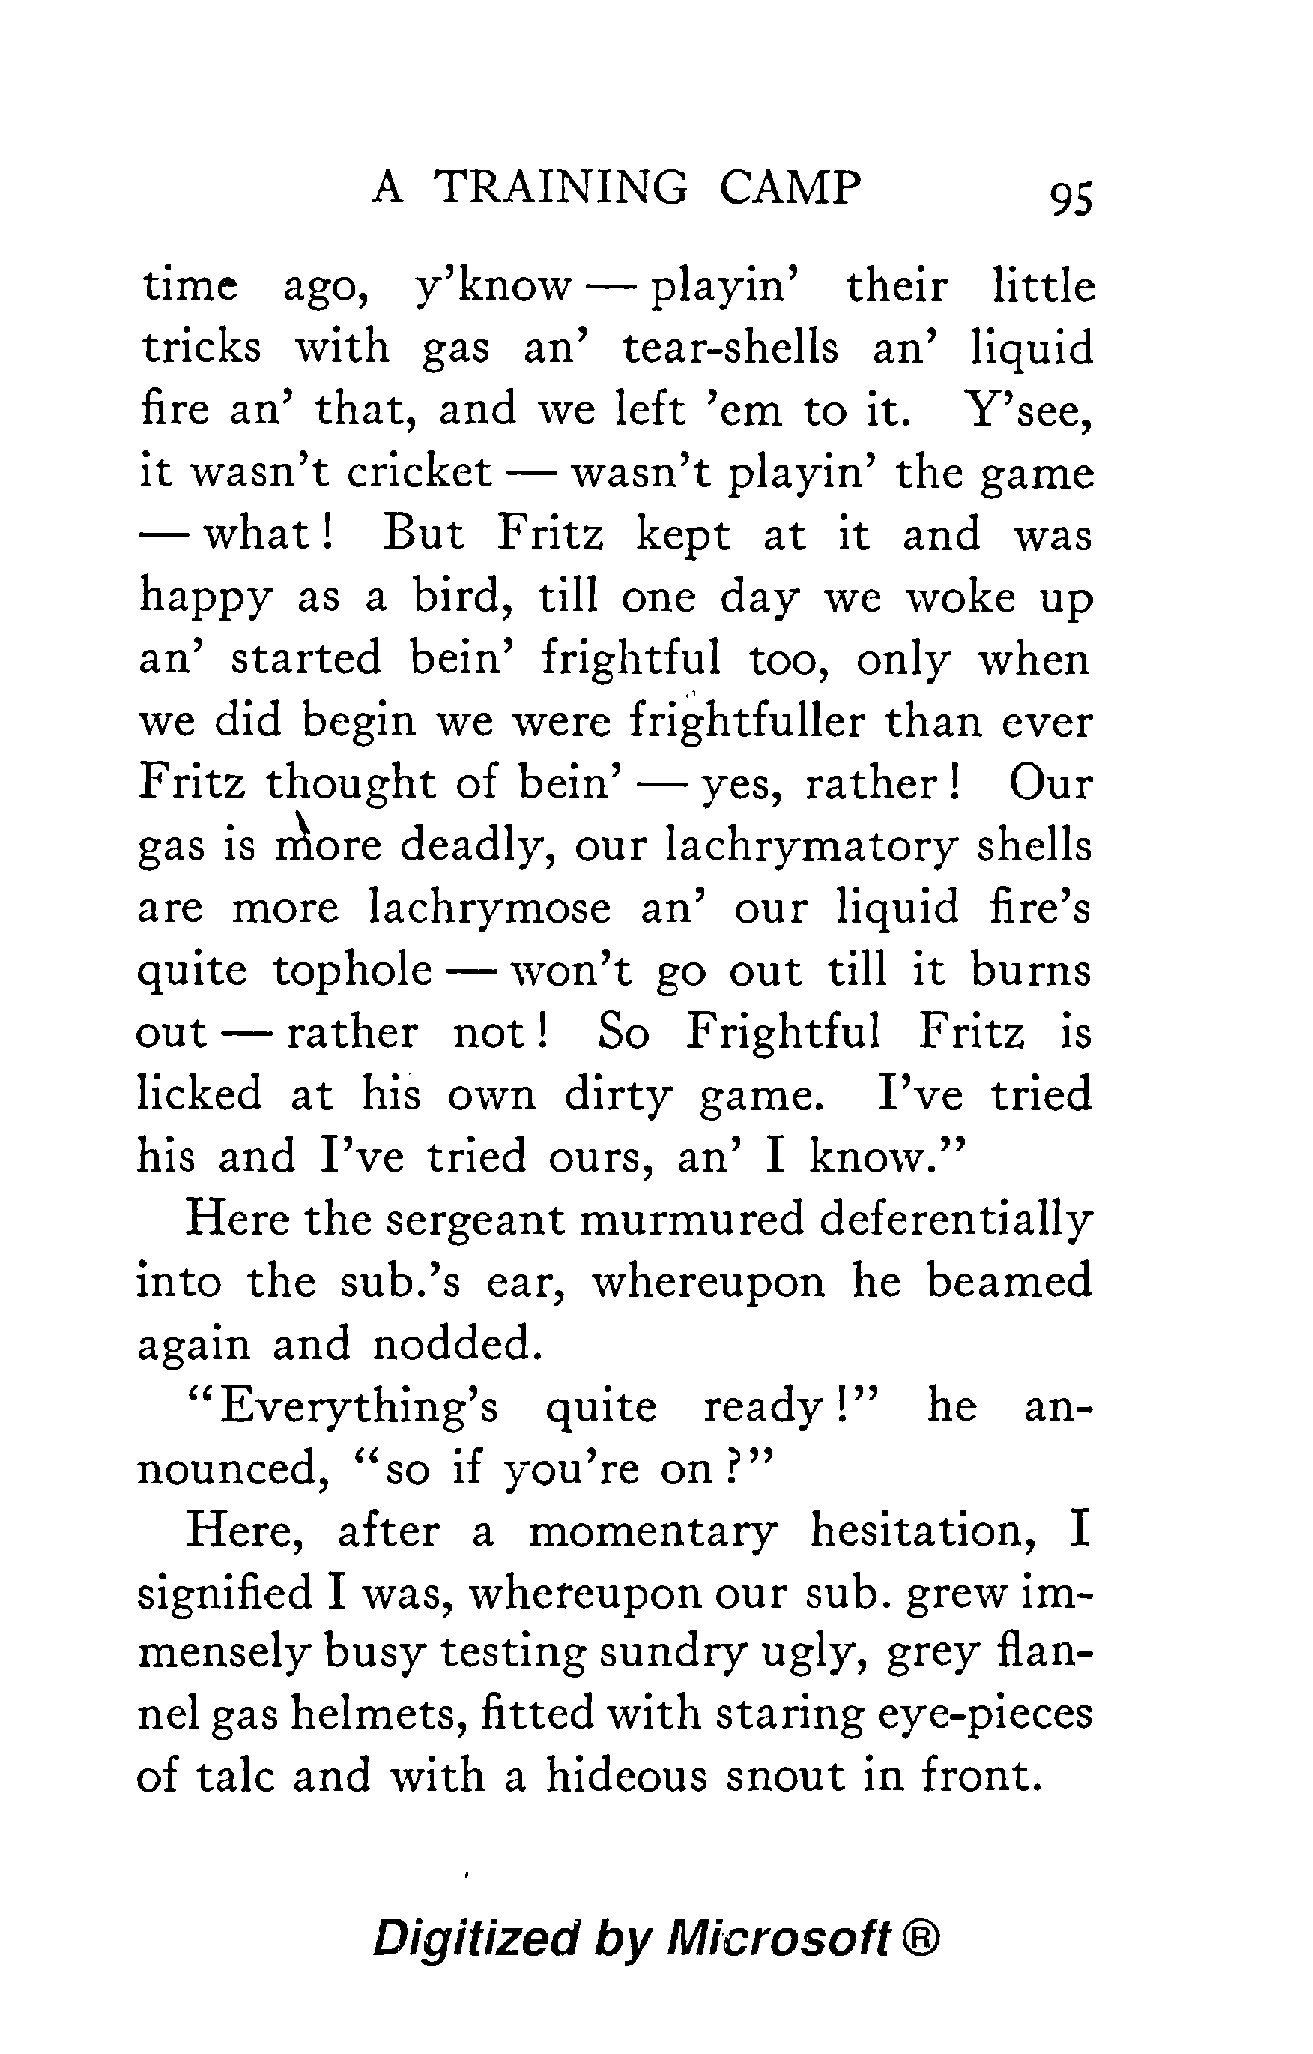 A TRAINING CAMP 95
time ago, y'know — playin' their little
tricks with gas an' tear-shells an' liquid
fire an' that, and we left 'em to it. Y'see,
it wasn't cricket — wasn't playin' the game
— what! But Fritz kept at it and was
happy as a bird, till one day we woke up
an' started bein' frightful too, only when
we did begin we were frightfuller than ever
Fritz thought of bein' — yes, rather! Our
gas is more deadly, our lachrymatory shells
are more lachrymose an' our liquid fire's
quite tophole — won't go out till it burns
out — rather not! So Frightful Fritz is
licked at his own dirty game. I've tried
his and I've tried ours, an' I know."
Here the sergeant murmured deferentially
into the sub.'s ear, whereupon he beamed
again and nodded.
"Everything's quite ready!" he an-
nounced, "so if you're on?"
Here, after a momentary hesitation, I
signified I was, whereupon our sub. grew im-
mensely busy testing sundry ugly, grey flan-
nel gas helmets, fitted with staring eye-pieces
of talc and with a hideous snout in front.
Digitized by Microsoft ®